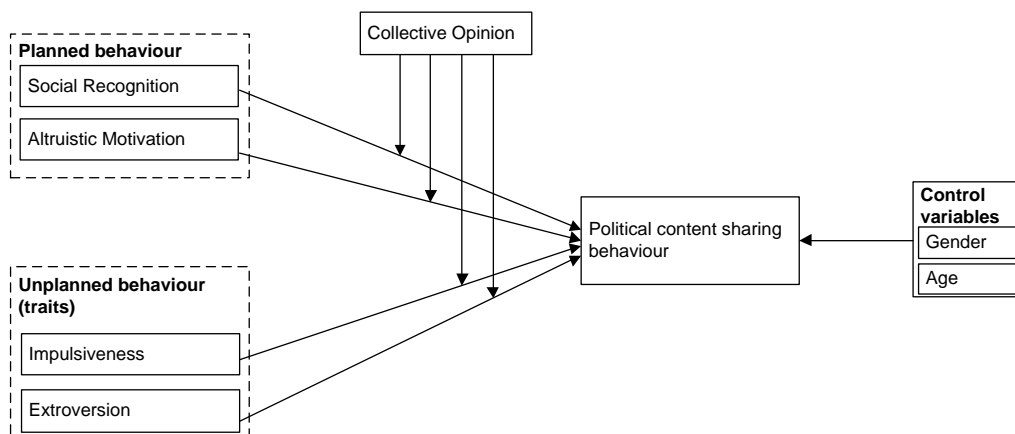 Collective Opinion
Planned behaviour
Social Recognition
Altruistic Motivation
Political content sharing
behaviour
Control
variables
Gender
Age
Unplanned behaviour
(traits)
Impulsiveness
Extroversion